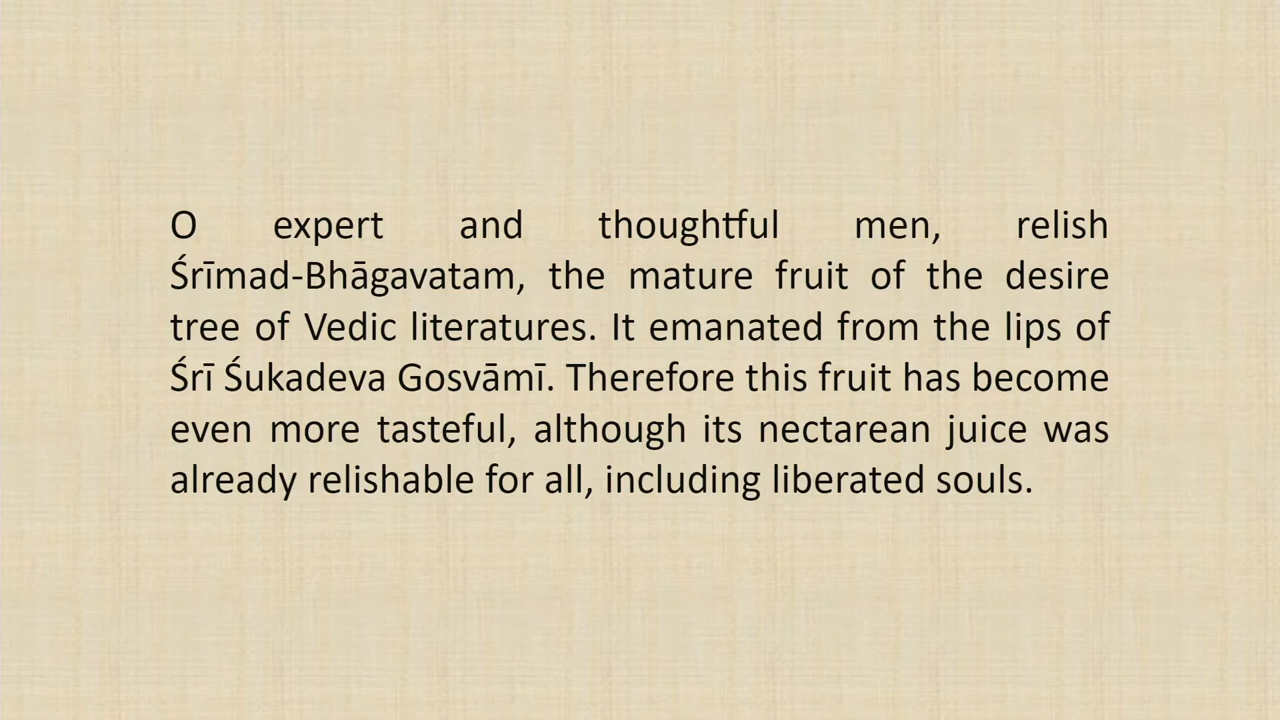 O expert and thoughtful men, relish
Śrīmad-Bhāgavatam, the mature fruit of the desire
tree of Vedic literatures. It emanated from the lips of
Śrī Śukadeva Gosvāmī. Therefore this fruit has become
even more tasteful, although its nectarean juice was
already relishable for all, including liberated souls.